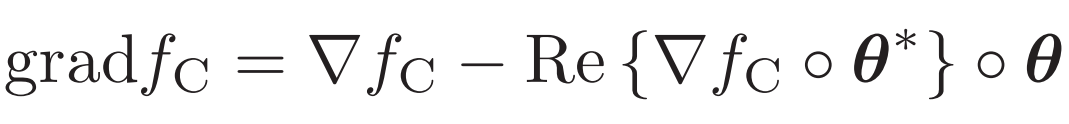 gradf_C = ∇f_C − Re {∇f_C ∘ θ*} ∘ θ